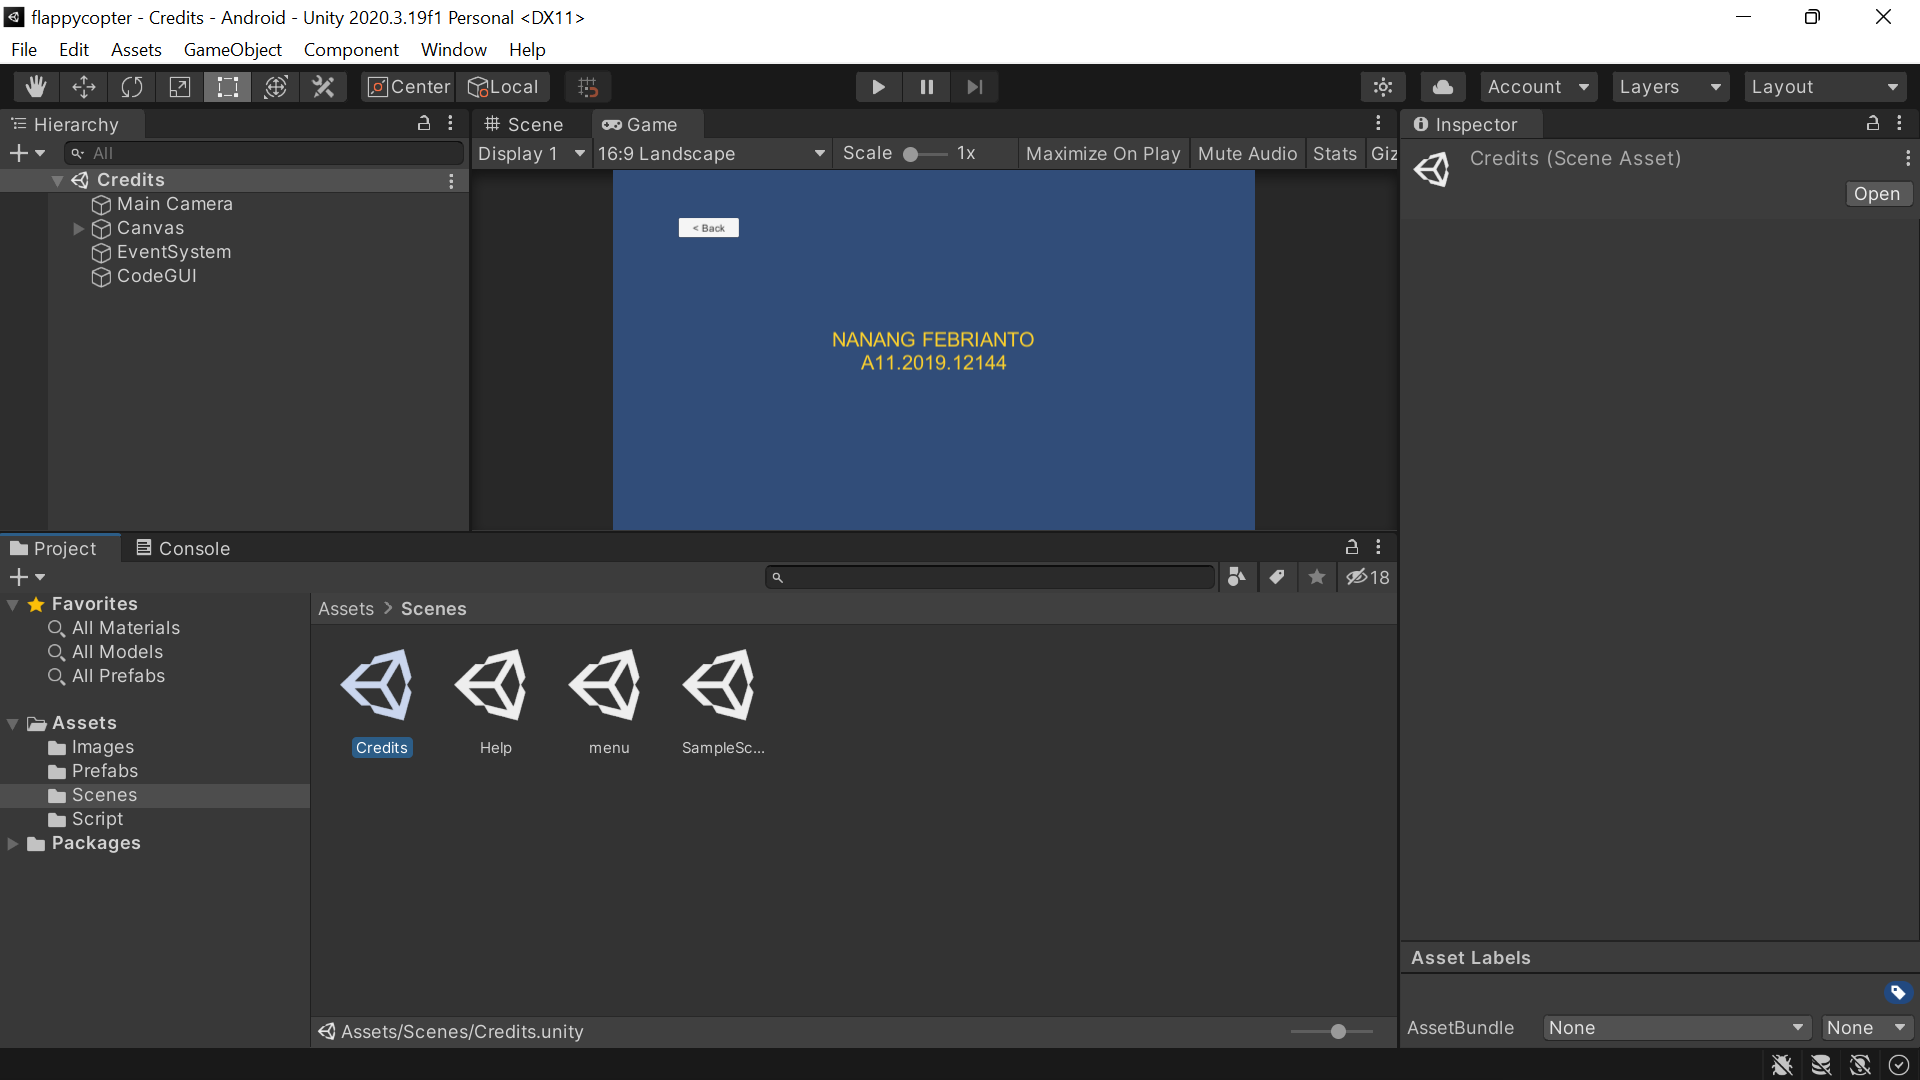 flappycopter - Credits - Android - Unity 2020.3.19f1 Personal <DX11>
File Edit Assets GameObject Component Window Help
Center Local Account Layers Layout
Hierarchy
All
Credits
Main Camera
Canvas
EventSystem
CodeGUI
Scene Game
Display 1 16:9 Landscape Scale 1x Maximize On Play Mute Audio Stats Giz
< Back
NANANG FEBRIANTO
A11.2019.12144
Inspector
Credits (Scene Asset)
Open
Project Console
18
Favorites
All Materials
All Models
All Prefabs
Assets
Images
Prefabs
Scenes
Script
Packages
Assets > Scenes
Credits Help menu SampleSc...
Assets/Scenes/Credits.unity
Asset Labels
AssetBundle None None